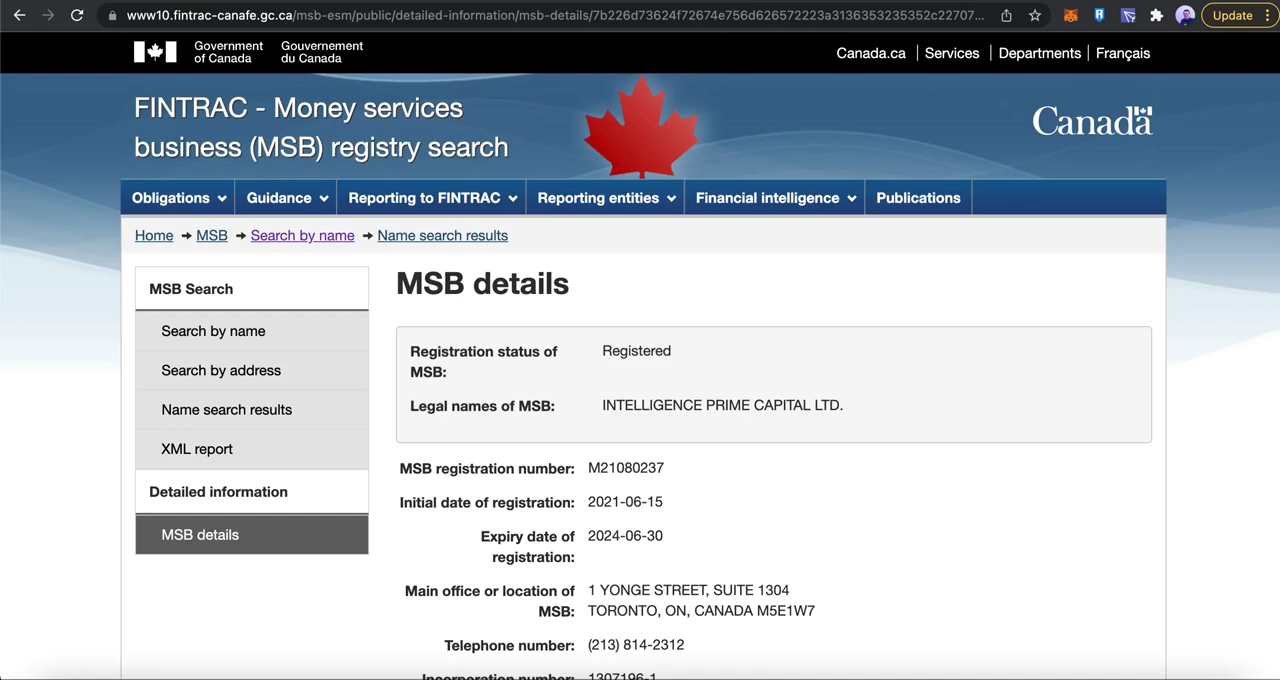 www10.fintrac-canafe.gc.ca/msb-esm/public/detailed-information/msb-details/7b226d73624f72674e756d626572223a3136353235352c22707...
Update
Government of Canada
Gouvernement du Canada
Canada.ca | Services | Departments | Français
FINTRAC - Money services
business (MSB) registry search
Canada
Obligations Guidance Reporting to FINTRAC Reporting entities Financial intelligence Publications
Home → MSB → Search by name → Name search results
MSB Search
Search by name
Search by address
Name search results
XML report
Detailed information
MSB details
MSB details
Registration status of MSB: Registered
Legal names of MSB: INTELLIGENCE PRIME CAPITAL LTD.
MSB registration number: M21080237
Initial date of registration: 2021-06-15
Expiry date of registration: 2024-06-30
Main office or location of MSB: 1 YONGE STREET, SUITE 1304
TORONTO, ON, CANADA M5E1W7
Telephone number: (213) 814-2312
Incorporation number: 1307196-1